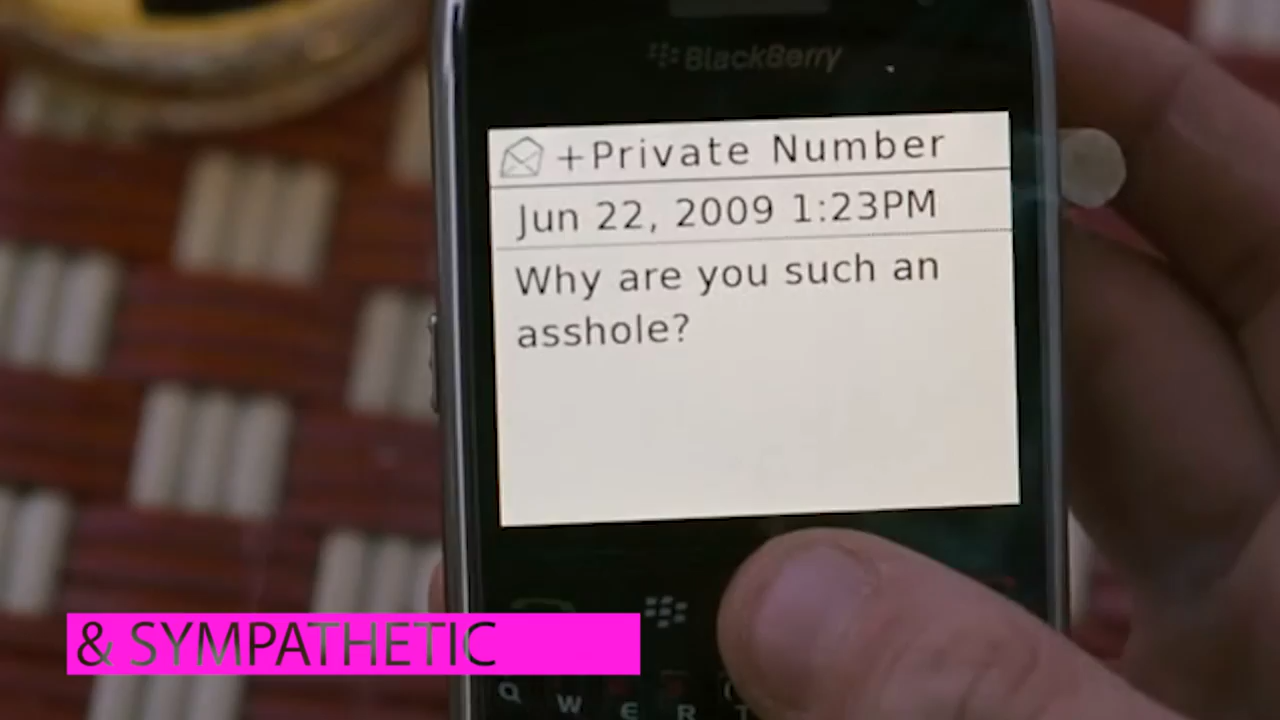 BlackBerry
+Private Number
Jun 22, 2009 1:23PM
Why are you such an
asshole?
& SYMPATHETIC
Q W E R T